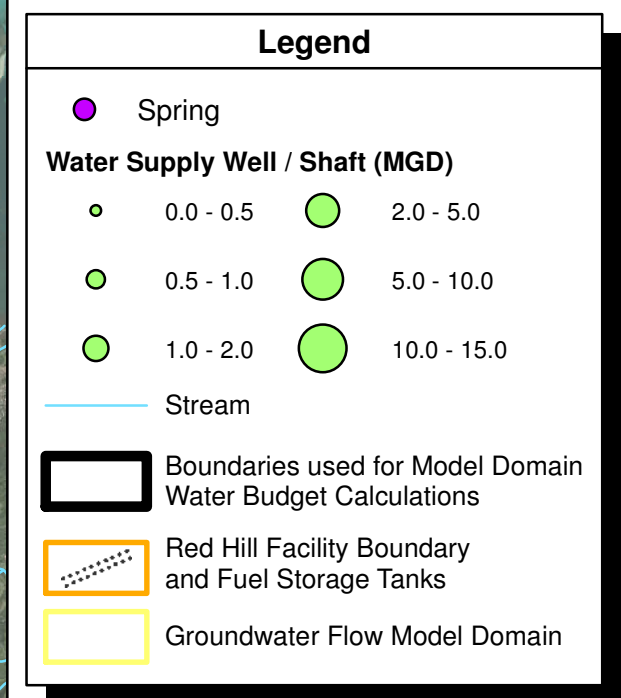 Legend
Spring
Water Supply Well / Shaft (MGD)
0.0 - 0.5
2.0 - 5.0
0.5 - 1.0
5.0 - 10.0
1.0 - 2.0
10.0 - 15.0
Stream
Boundaries used for Model Domain
Water Budget Calculations
Red Hill Facility Boundary
and Fuel Storage Tanks
Groundwater Flow Model Domain